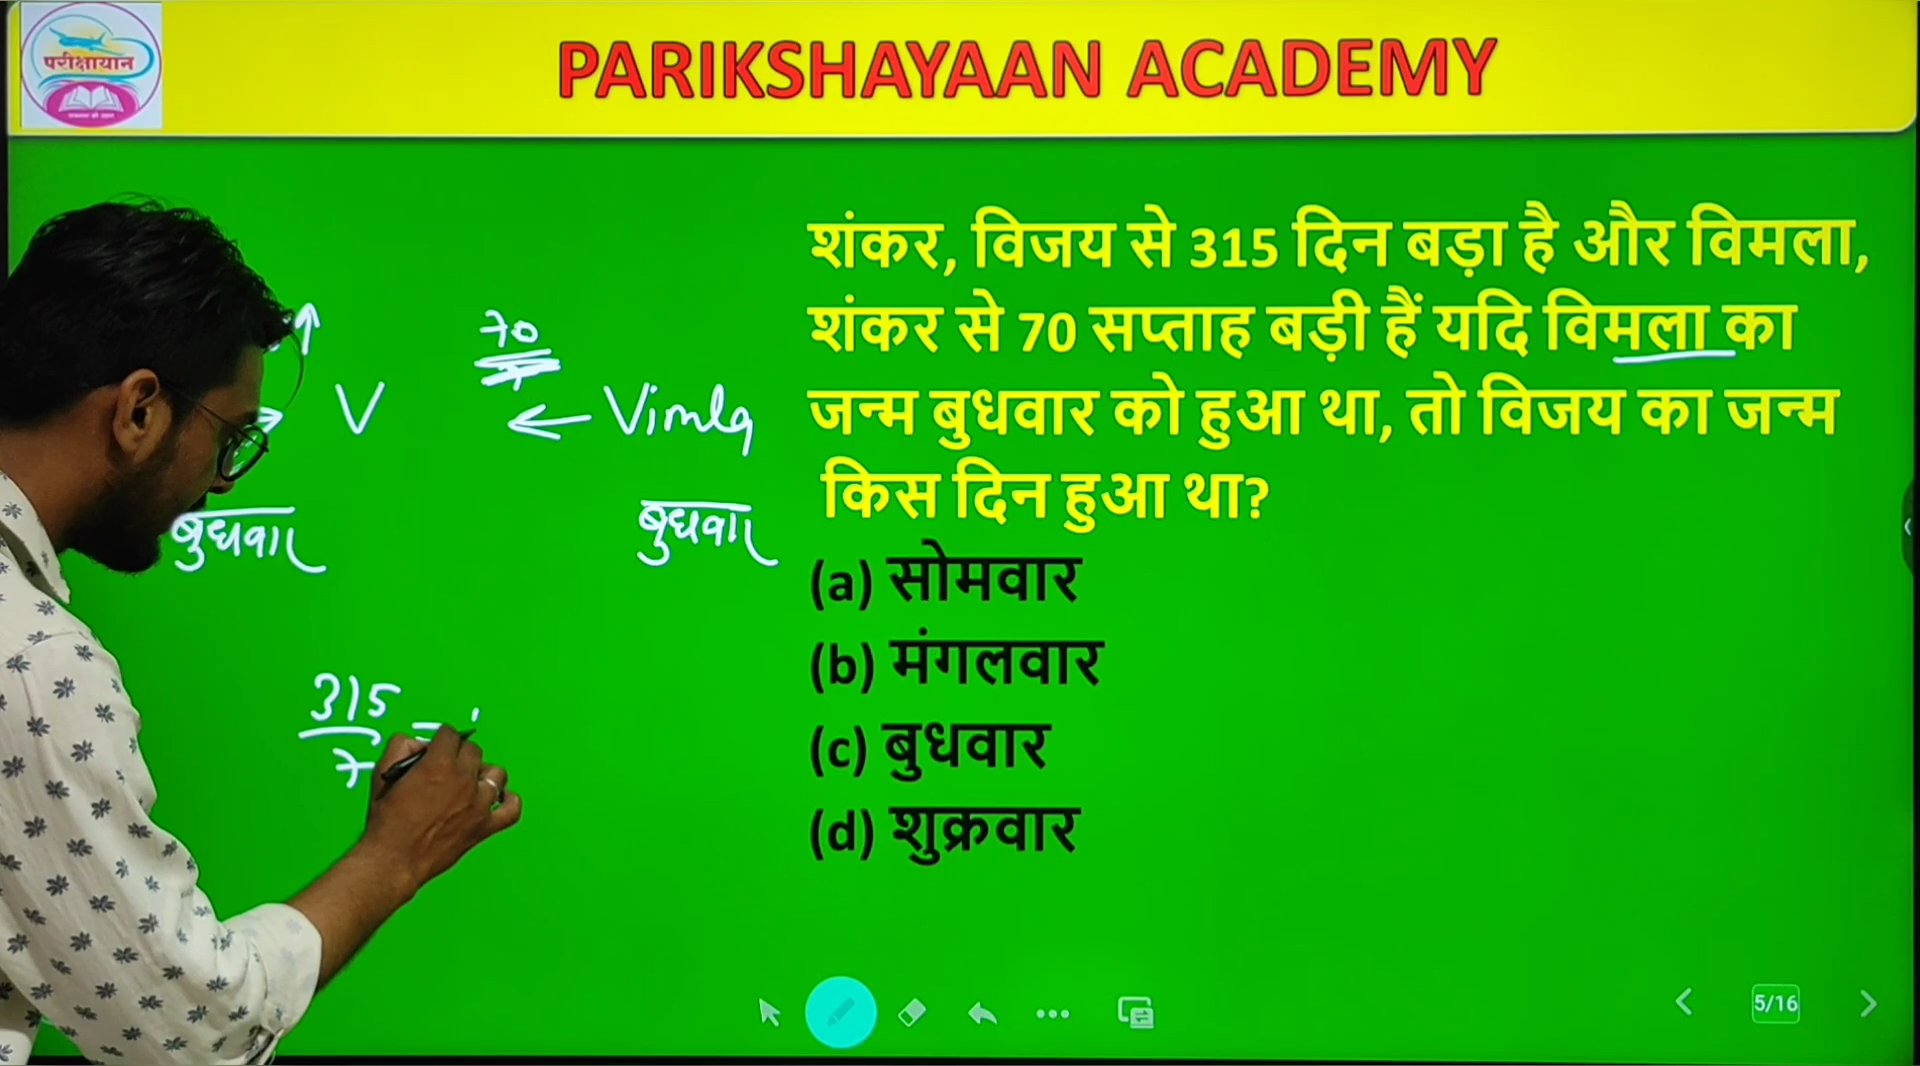 परीक्षायान
PARIKSHAYAAN ACADEMY
शंकर, विजय से 315 दिन बड़ा है और विमला,
शंकर से 70 सप्ताह बड़ी हैं यदि विमला का
जन्म बुधवार को हुआ था, तो विजय का जन्म
किस दिन हुआ था?
(a) सोमवार
(b) मंगलवार
(c) बुधवार
(d) शुक्रवार
70
V
Vimla
बुधवार
बुधवार
315
7
=
5/16